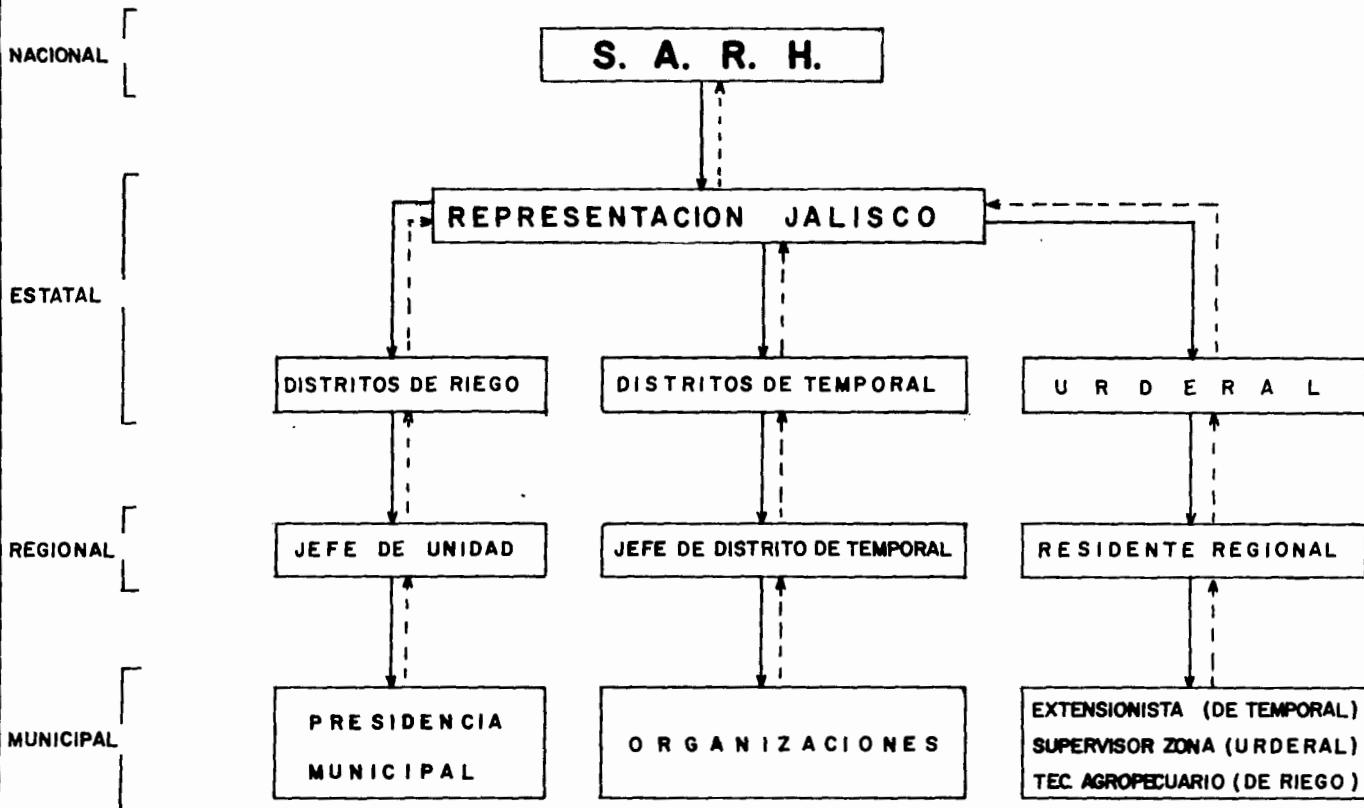 NACIONAL
S. A. R. H.
ESTATAL
REPRESENTACION JALISCO
DISTRITOS DE RIEGO
DISTRITOS DE TEMPORAL
URDERAL
REGIONAL
JEFE DE UNIDAD
JEFE DE DISTRITO DE TEMPORAL
RESIDENTE REGIONAL
MUNICIPAL
PRESIDENCIA
MUNICIPAL
ORGANIZACIONES
EXTENSIONISTA (DE TEMPORAL)
SUPERVISOR ZONA (URDERAL)
TEC. AGROPECUARIO (DE RIEGO)